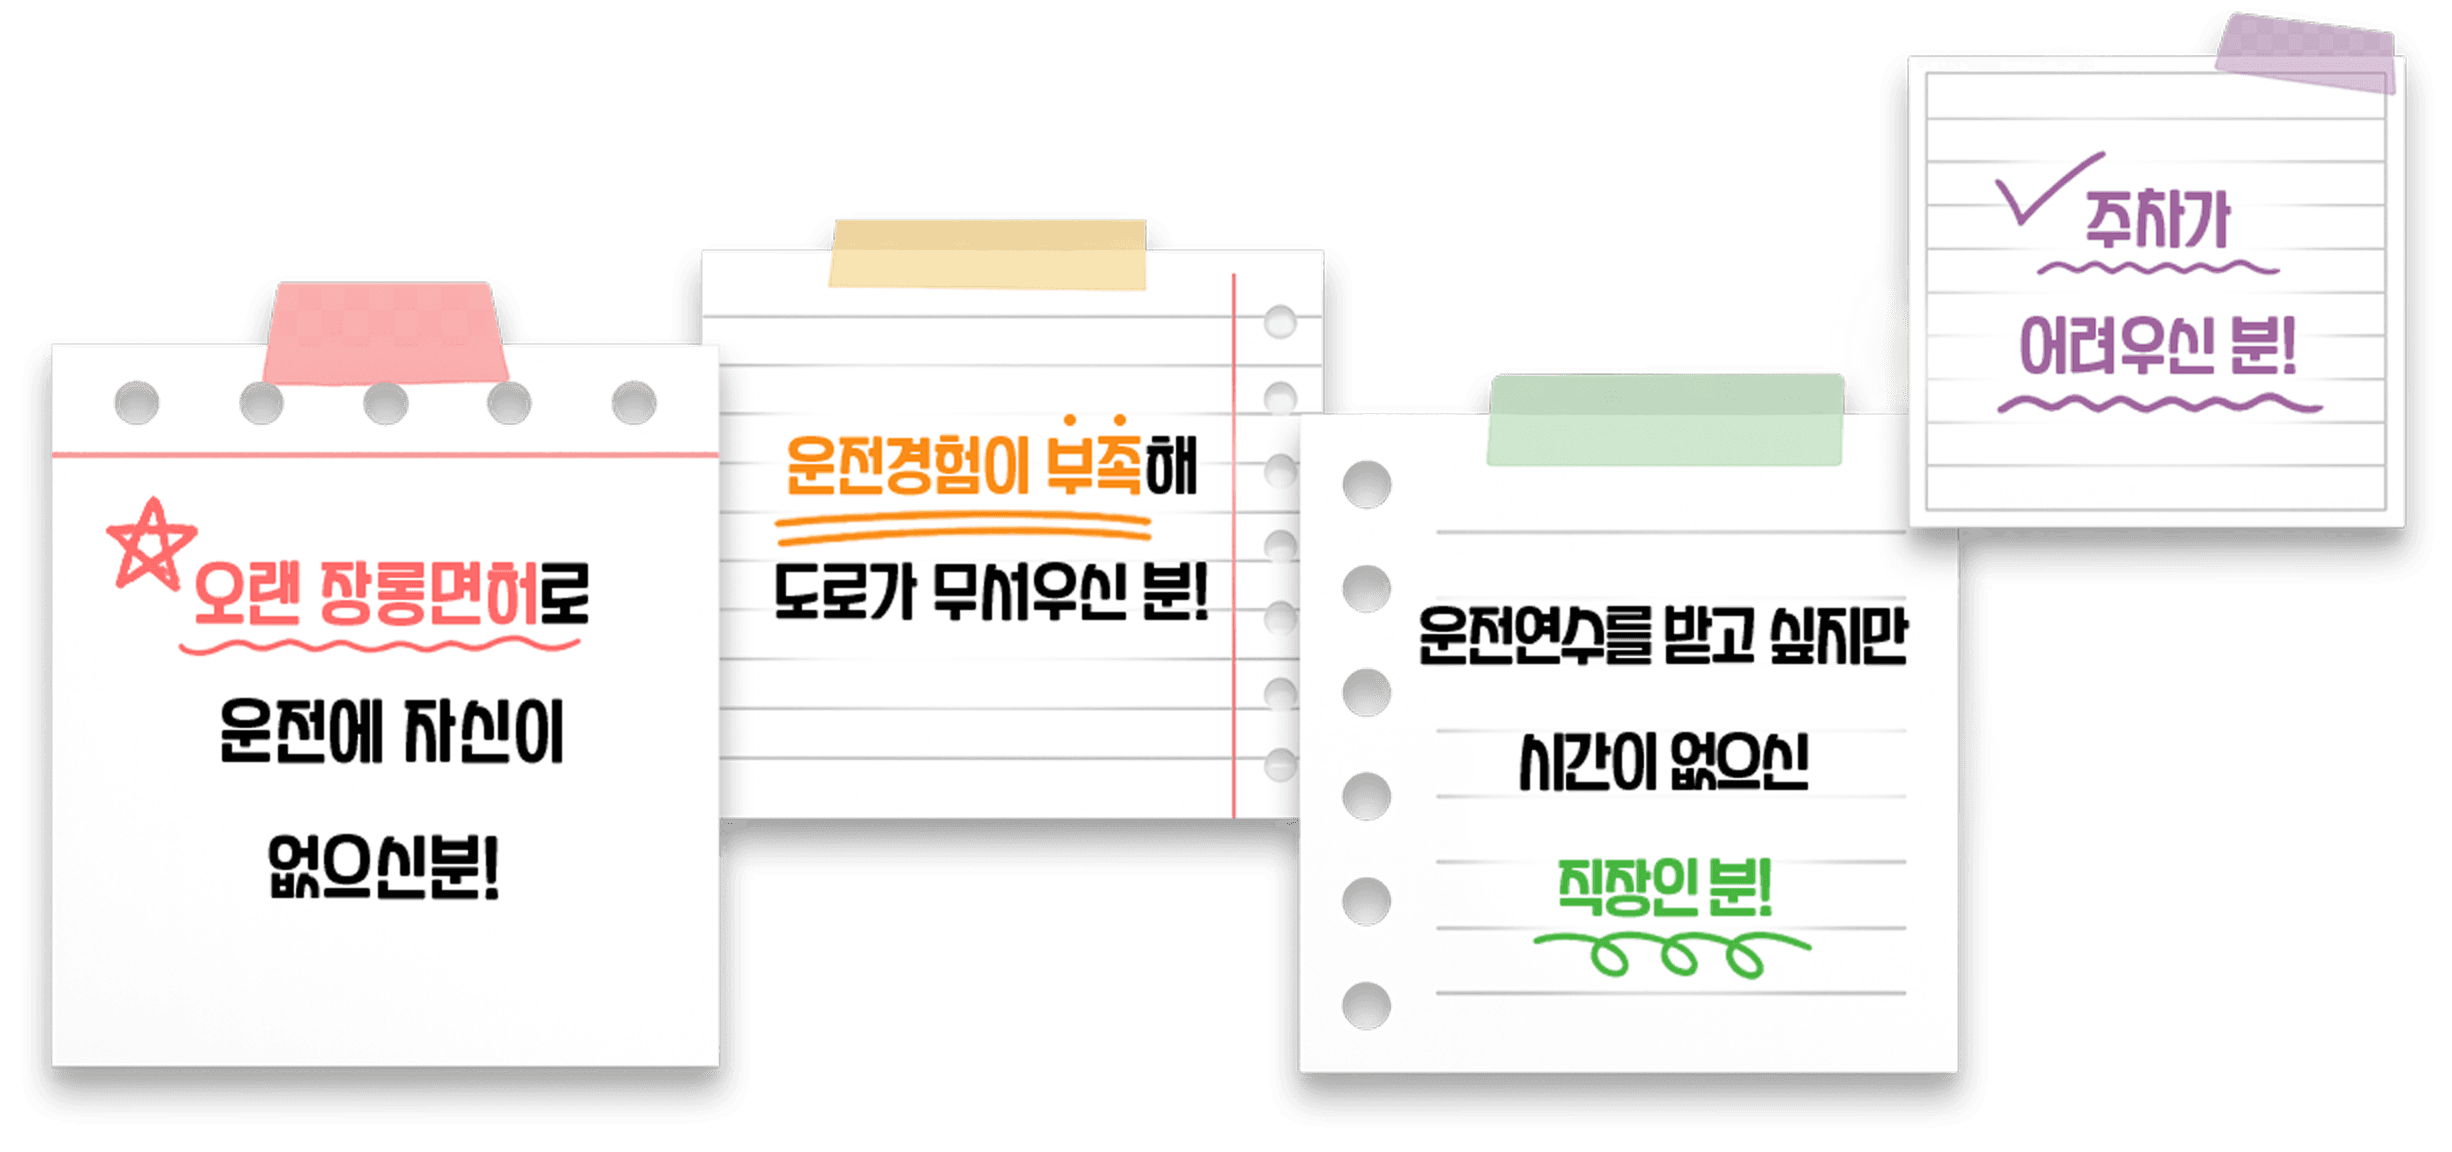 오랜 장롱면허로
운전에 자신이
없으신분!
운전경험이 부족해
도로가 무서우신 분!
운전연수를 받고 싶지만
시간이 없으신
직장인 분!
주차가
어려우신 분!